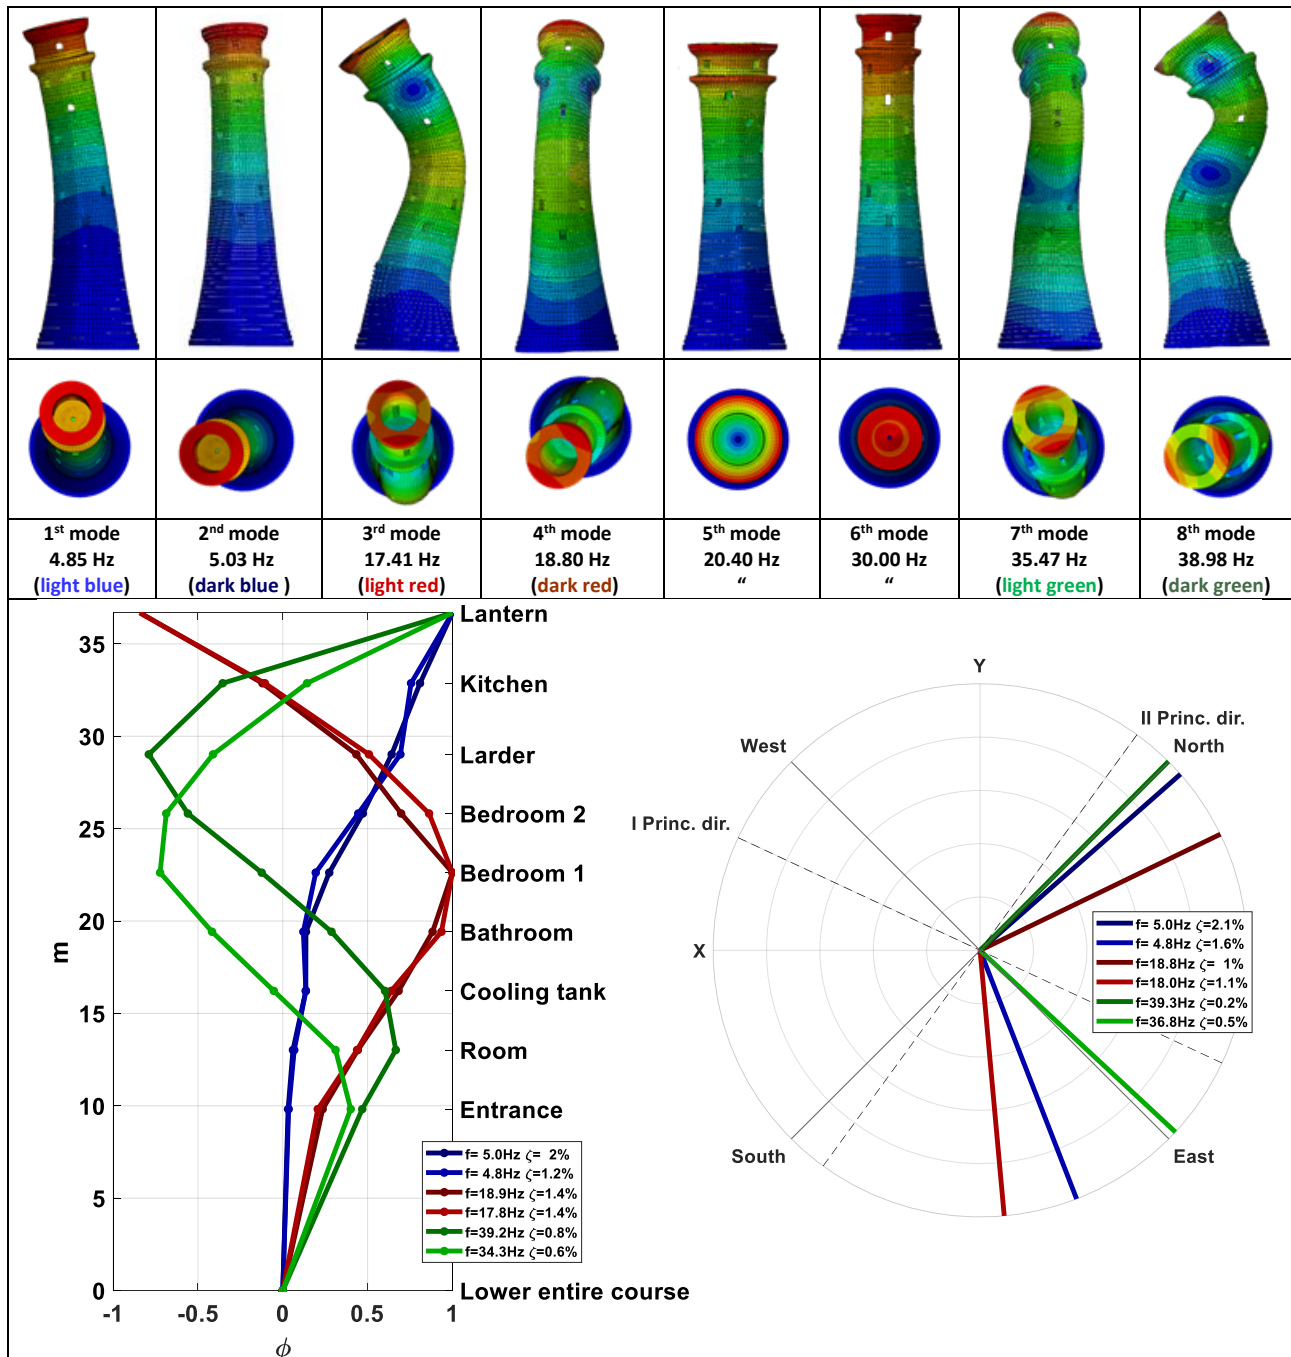 1st mode
4.85 Hz
(light blue)
2nd mode
5.03 Hz
(dark blue )
3rd mode
17.41 Hz
(light red)
4th mode
18.80 Hz
(dark red)
5th mode
20.40 Hz
“
6th mode
30.00 Hz
“
7th mode
35.47 Hz
(light green)
8th mode
38.98 Hz
(dark green)
35
30
25
20
15
10
5
0
m
-1
-0.5
0
0.5
1
ϕ
Lantern
Kitchen
Larder
Bedroom 2
Bedroom 1
Bathroom
Cooling tank
Room
Entrance
Lower entire course
f= 5.0Hz ζ= 2%
f= 4.8Hz ζ=1.2%
f=18.9Hz ζ=1.4%
f=17.8Hz ζ=1.4%
f=39.2Hz ζ=0.8%
f=34.3Hz ζ=0.6%
Y
II Princ. dir.
North
West
I Princ. dir.
X
South
East
f= 5.0Hz ζ=2.1%
f= 4.8Hz ζ=1.6%
f=18.8Hz ζ= 1%
f=18.0Hz ζ=1.1%
f=39.3Hz ζ=0.2%
f=36.8Hz ζ=0.5%